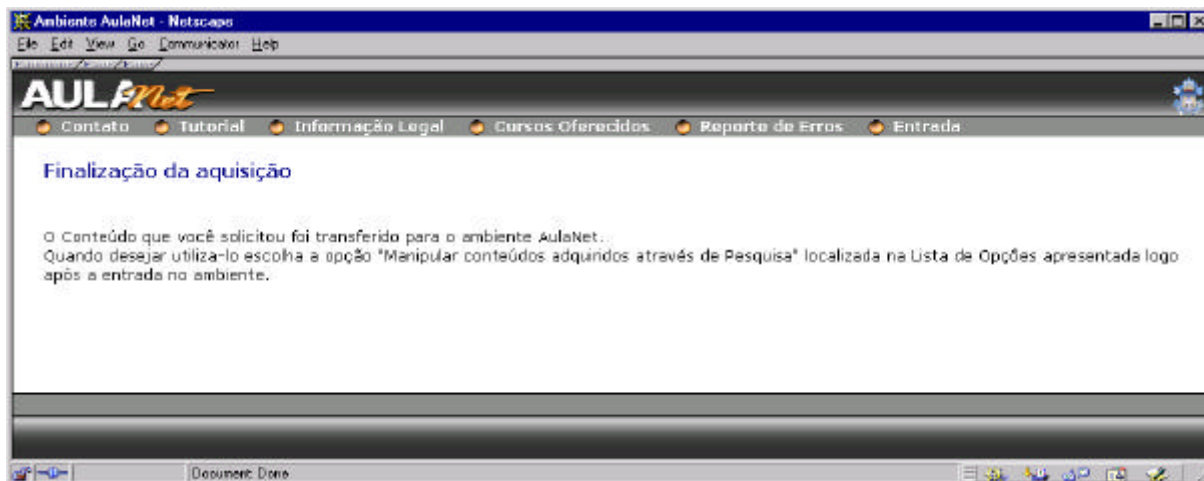 Ambiente AulaNet - Netscape
File Edit View Go Communicator Help
AULANet
Contato Tutorial Informação Legal Cursos Oferecidos Reporte de Erros Entrada
Finalização da aquisição
O Conteúdo que você solicitou foi transferido para o ambiente AulaNet.
Quando desejar utiliza-lo escolha a opção "Manipular conteúdos adquiridos através de Pesquisa" localizada na Lista de Opções apresentada logo
após a entrada no ambiente.
Document: Done